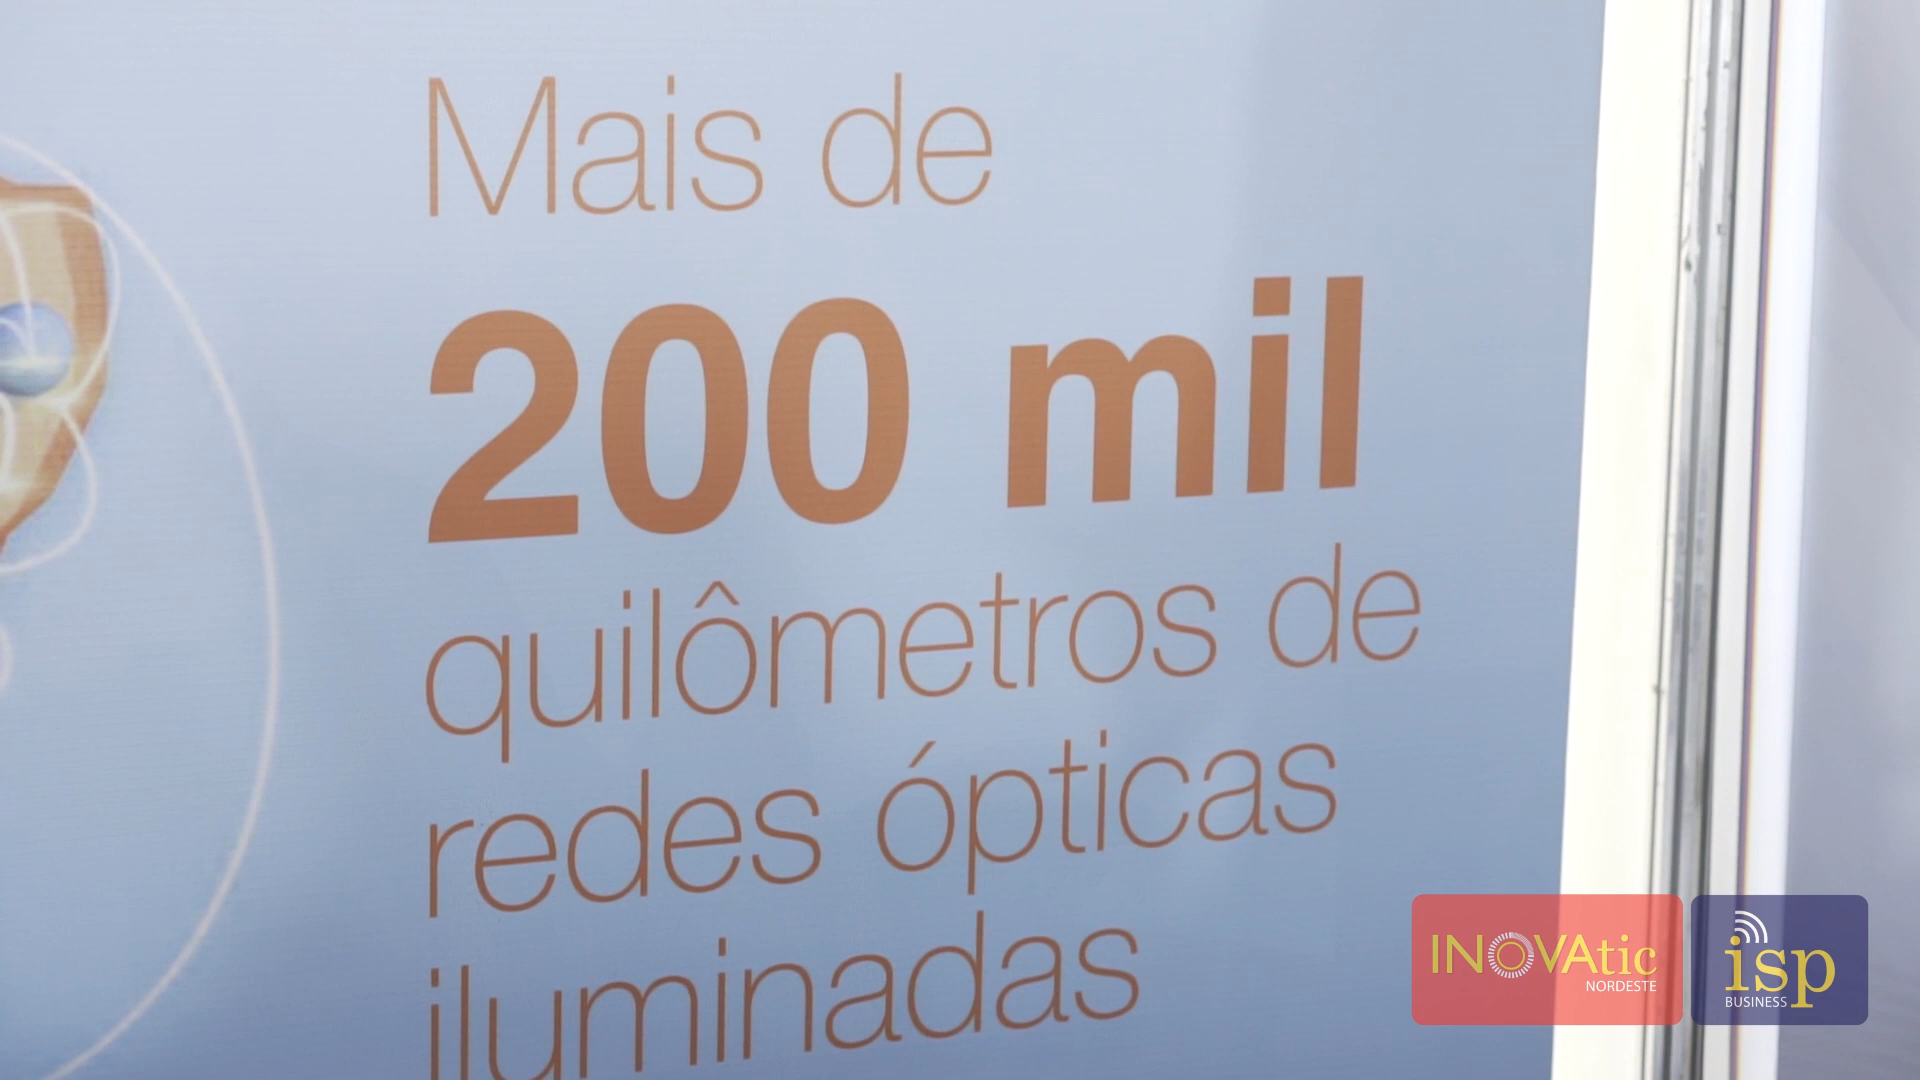 Mais de
200 mil
quilômetros de
redes ópticas
iluminadas
INOVAtic
NORDESTE
isp
BUSINESS